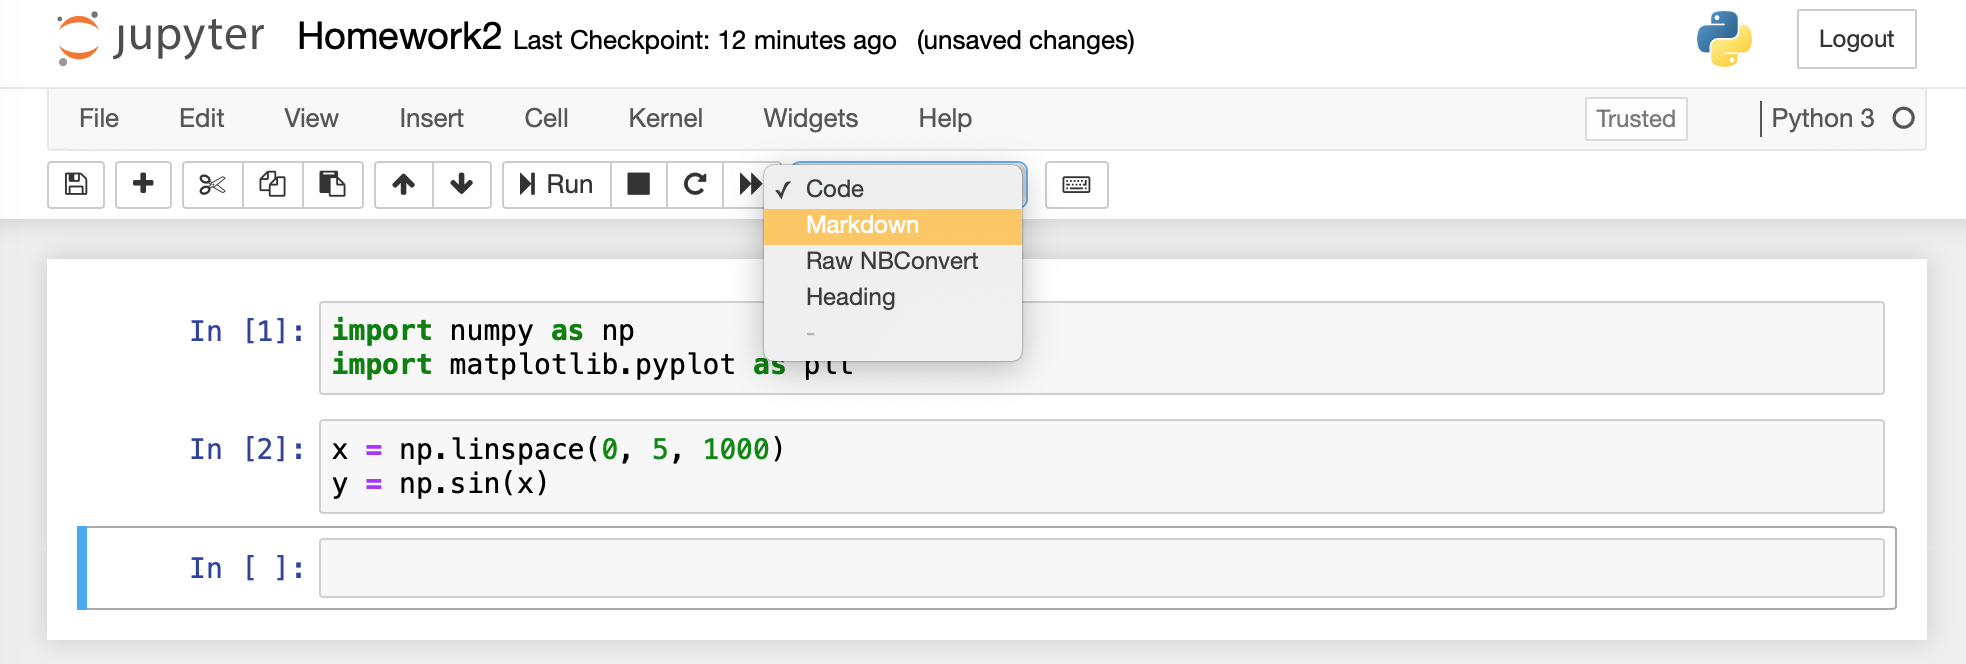 jupyter Homework2 Last Checkpoint: 12 minutes ago (unsaved changes) Logout
File Edit View Insert Cell Kernel Widgets Help Trusted Python 3
Run
✓ Code
Markdown
Raw NBConvert
Heading
-
In [1]: import numpy as np
import matplotlib.pyplot as plt
In [2]: x = np.linspace(0, 5, 1000)
y = np.sin(x)
In [ ]: